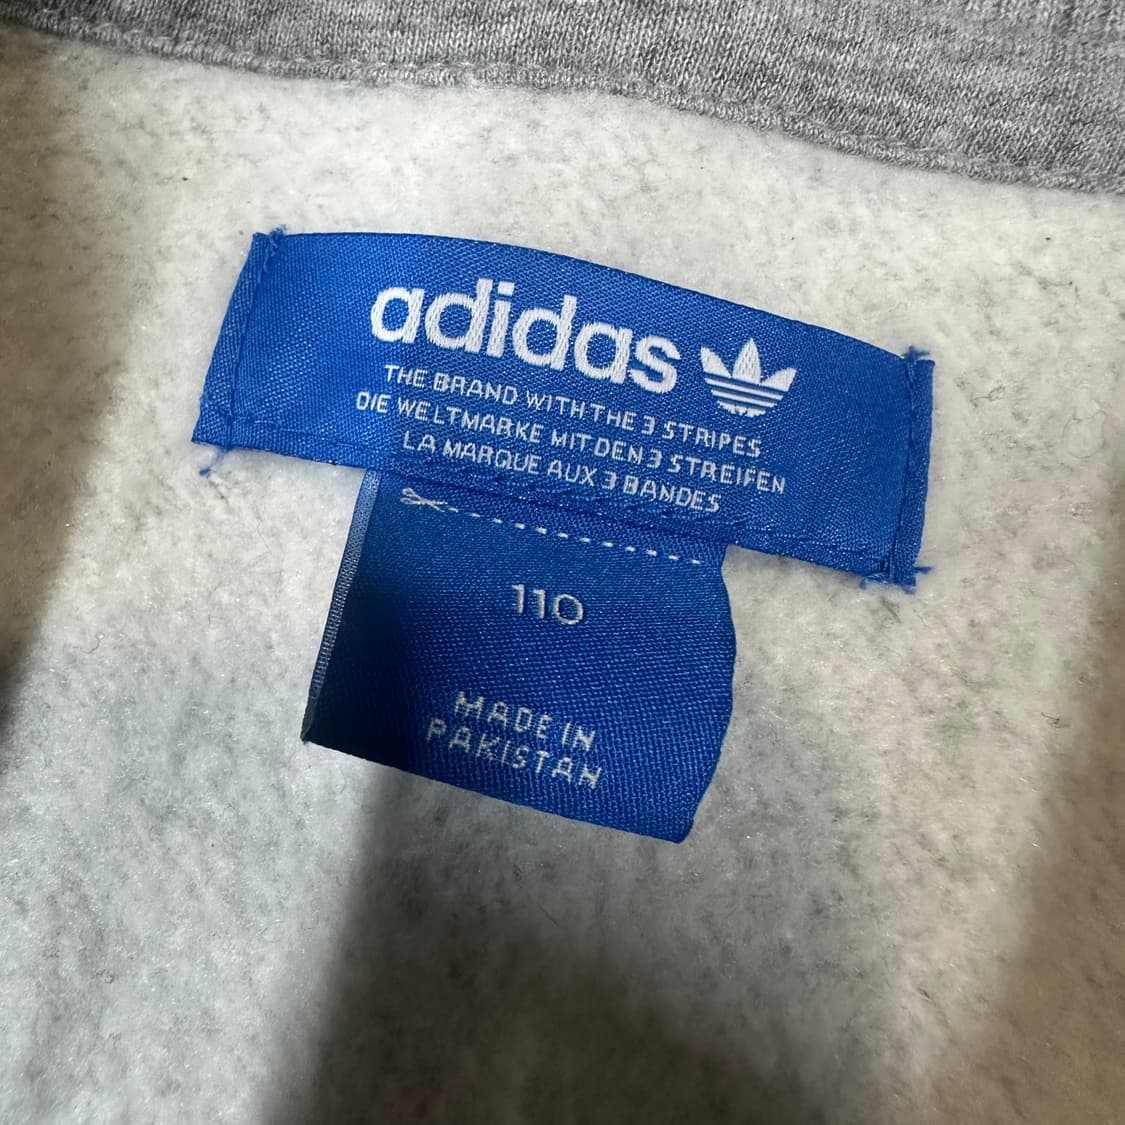 adidas
THE BRAND WITH THE 3 STRIPES
DIE WELTMARKE MIT DEN 3 STREIFEN
LA MARQUE AUX 3 BANDES
110
MADE IN
PAKISTAN